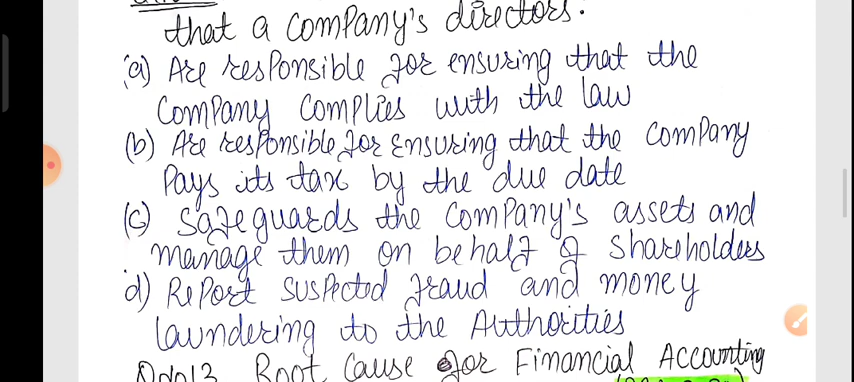 that a company's directors.
(a) Are responsible for ensuring that the
company complies with the law
(b) Are responsible for ensuring that the company
Pays its tax by the due date
(c) Safeguards the company's assets and
manage them on behalf of shareholders
d) Report suspected fraud and money
laundering to the Authorities
Root Cause for Financial Accounting